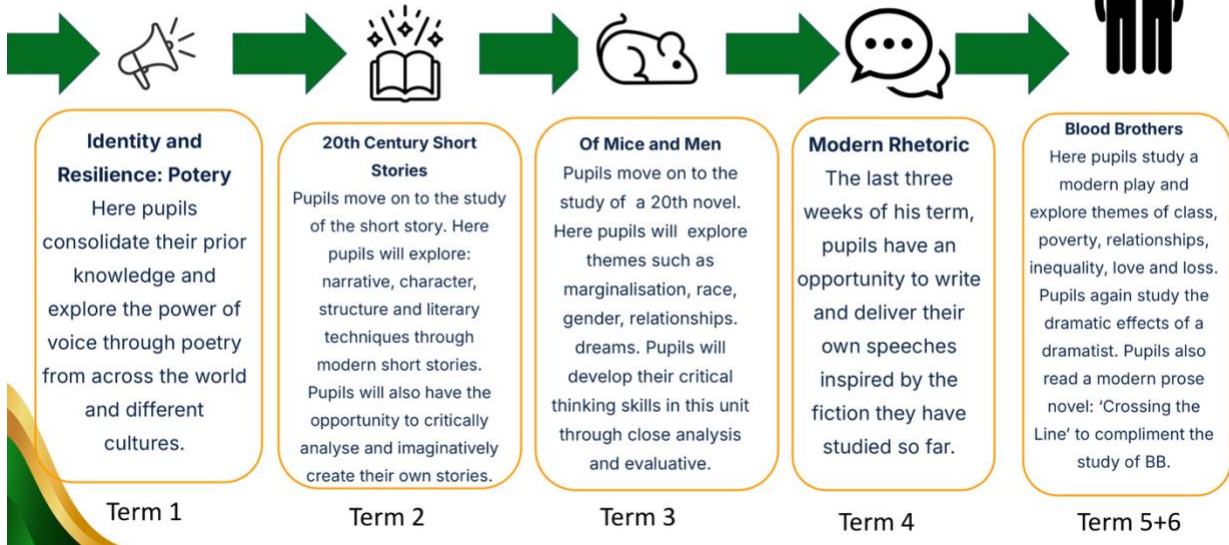 Identity and
Resilience: Potery
Here pupils
consolidate their prior
knowledge and
explore the power of
voice through poetry
from across the world
and different
cultures.
Term 1
20th Century Short
Stories
Pupils move on to the study
of the short story. Here
pupils will explore:
narrative, character,
structure and literary
techniques through
modern short stories.
Pupils will also have the
opportunity to critically
analyse and imaginatively
create their own stories.
Term 2
Of Mice and Men
Pupils move on to the
study of a 20th novel.
Here pupils will explore
themes such as
marginalisation, race,
gender, relationships.
dreams. Pupils will
develop their critical
thinking skills in this unit
through close analysis
and evaluative.
Term 3
Modern Rhetoric
The last three
weeks of his term,
pupils have an
opportunity to write
and deliver their
own speeches
inspired by the
fiction they have
studied so far.
Term 4
Blood Brothers
Here pupils study a
modern play and
explore themes of class,
poverty, relationships,
inequality, love and loss.
Pupils again study the
dramatic effects of a
dramatist. Pupils also
read a modern prose
novel: ‘Crossing the
Line’ to compliment the
study of BB.
Term 5+6